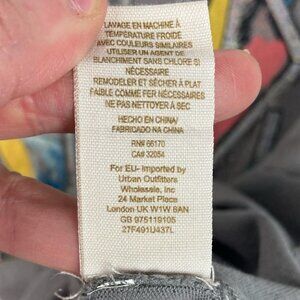 LAVAGE EN MACHINE À
TEMPÉRATURE FROIDE
AVEC COULEURS SIMILAIRES
UTILISER UN AGENT DE
BLANCHIMENT SANS CHLORE SI
NÉCESSAIRE
REMODELER ET SÉCHER À PLAT
FAIBLE COMME FER NÉCESSAIRE
NE PAS NETTOYER À SEC
HECHO EN CHINA/
FABRICADO NA CHINA
RN# 66170
CA# 32054
For EU- Imported by
Urban Outfitters
Wholesale, Inc
24 Market Place
London UK W1W 8AN
GB 975119105
27F491U437L